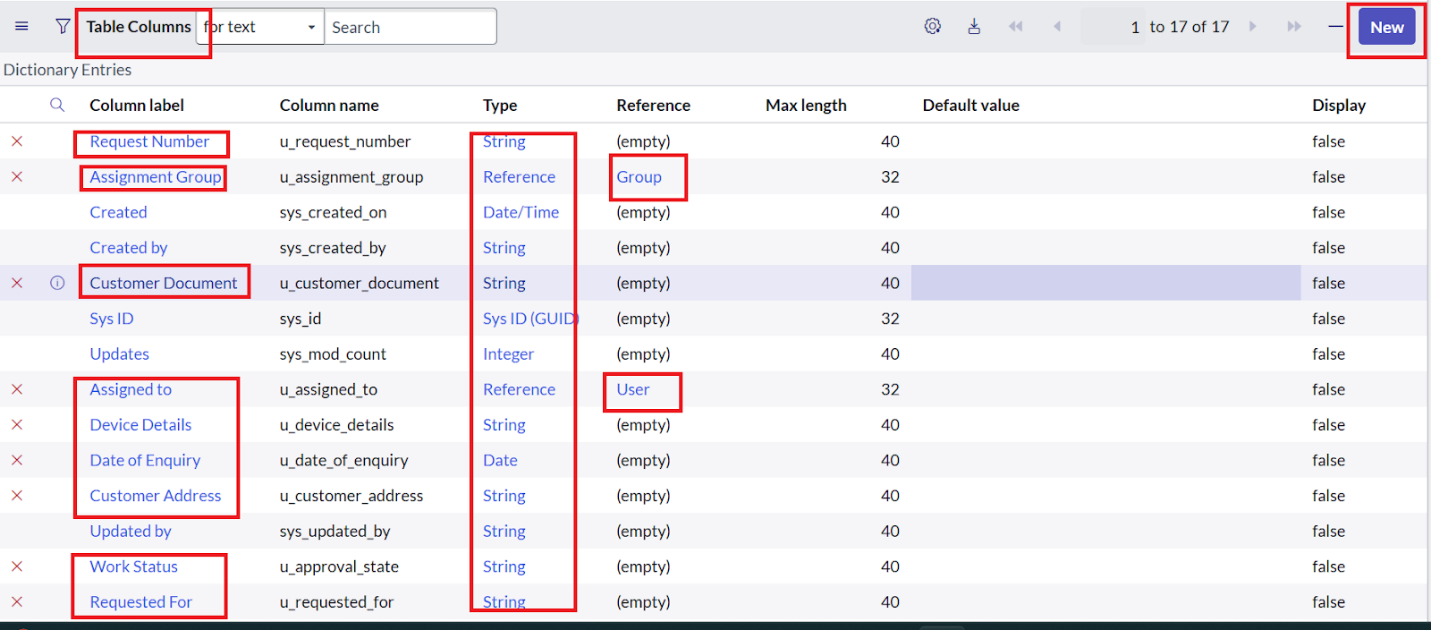 Table Columns for text Search 1 to 17 of 17 New
Dictionary Entries
Column label Column name Type Reference Max length Default value Display
Request Number u_request_number String (empty) 40 false
Assignment Group u_assignment_group Reference Group 32 false
Created sys_created_on Date/Time (empty) 40 false
Created by sys_created_by String (empty) 40 false
Customer Document u_customer_document String (empty) 40 false
Sys ID sys_id Sys ID (GUID) (empty) 32 false
Updates sys_mod_count Integer (empty) 40 false
Assigned to u_assigned_to Reference User 32 false
Device Details u_device_details String (empty) 40 false
Date of Enquiry u_date_of_enquiry Date (empty) 40 false
Customer Address u_customer_address String (empty) 40 false
Updated by sys_updated_by String (empty) 40 false
Work Status u_approval_state String (empty) 40 false
Requested For u_requested_for String (empty) 40 false